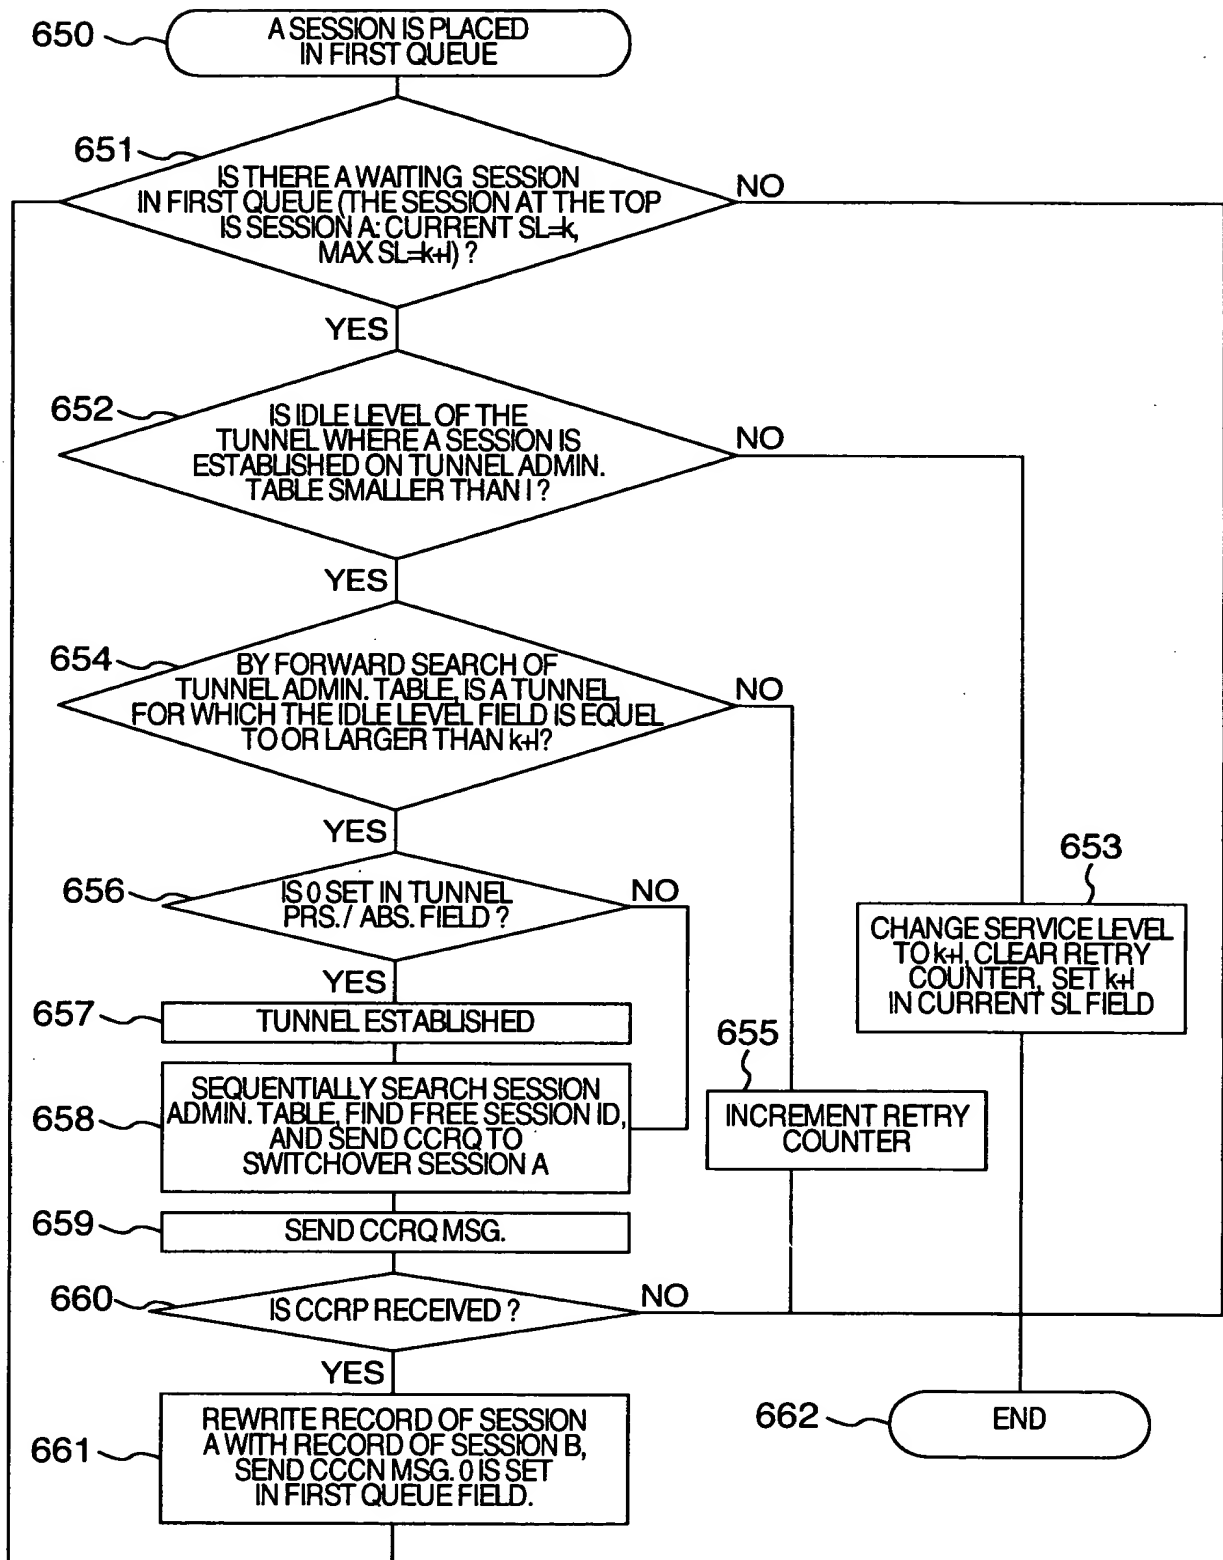 650
A SESSION IS PLACED
IN FIRST QUEUE
651
IS THERE A WAITING SESSION
IN FIRST QUEUE (THE SESSION AT THE TOP
IS SESSION A: CURRENT SL=k,
MAX SL=k+l) ?
NO
YES
652
IS IDLE LEVEL OF THE
TUNNEL WHERE A SESSION IS
ESTABLISHED ON TUNNEL ADMIN.
TABLE SMALLER THAN l ?
NO
YES
654
BY FORWARD SEARCH OF
TUNNEL ADMIN. TABLE, IS A TUNNEL
FOR WHICH THE IDLE LEVEL FIELD IS EQUEL
TO OR LARGER THAN k+l?
NO
YES
656
IS 0 SET IN TUNNEL
PRS. / ABS. FIELD ?
NO
YES
653
CHANGE SERVICE LEVEL
TO k+l, CLEAR RETRY
COUNTER, SET k+l
IN CURRENT SL FIELD
657
TUNNEL ESTABLISHED
655
INCREMENT RETRY
COUNTER
658
SEQUENTIALLY SEARCH SESSION
ADMIN. TABLE, FIND FREE SESSION ID,
AND SEND CCRQ TO
SWITCHOVER SESSION A
659
SEND CCRQ MSG.
660
IS CCRP RECEIVED ?
NO
YES
661
REWRITE RECORD OF SESSION
A WITH RECORD OF SESSION B,
SEND CCCN MSG. 0 IS SET
IN FIRST QUEUE FIELD.
662
END